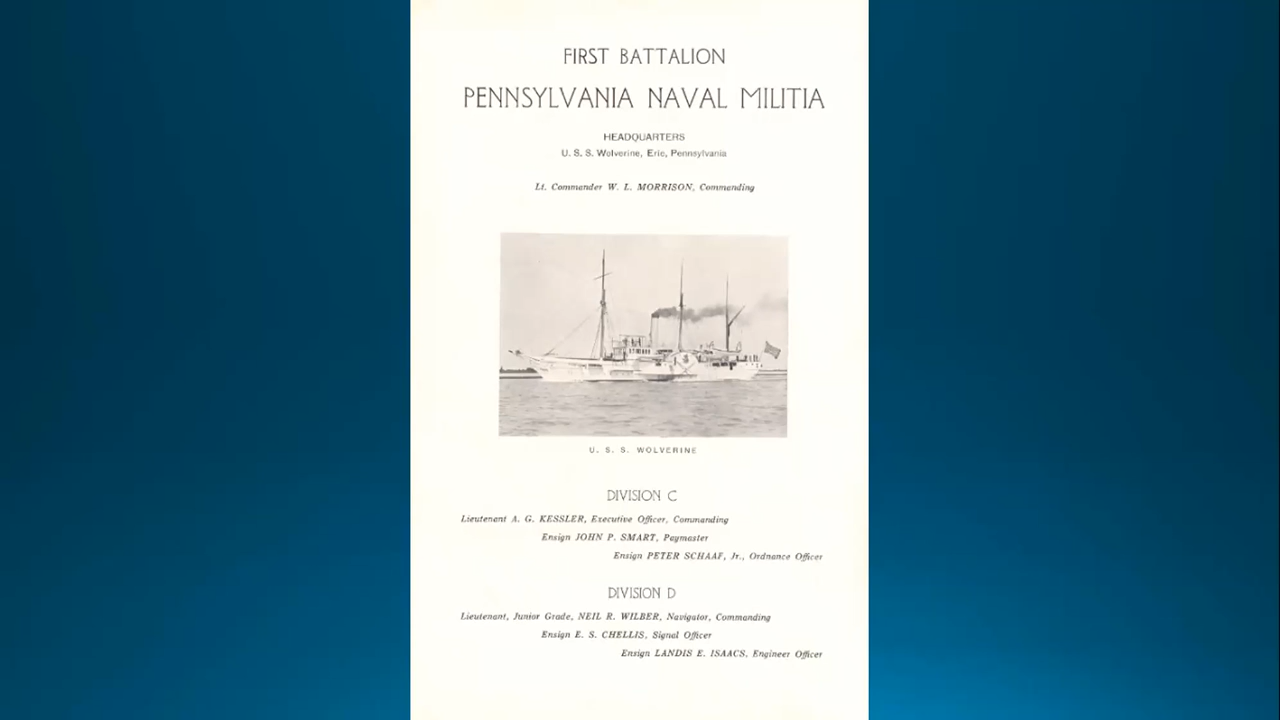 FIRST BATTALION
PENNSYLVANIA NAVAL MILITIA
HEADQUARTERS
U. S. S. Wolverine, Erie, Pennsylvania
Lt. Commander W. L. MORRISON, Commanding
U. S. S. WOLVERINE
DIVISION C
Lieutenant A. G. KESSLER, Executive Officer, Commanding
Ensign JOHN P. SMART, Paymaster
Ensign PETER SCHAAF, Jr., Ordnance Officer
DIVISION D
Lieutenant, Junior Grade, NEIL R. WILBER, Navigator, Commanding
Ensign E. S. CHELLIS, Signal Officer
Ensign LANDIS E. ISAACS, Engineer Officer